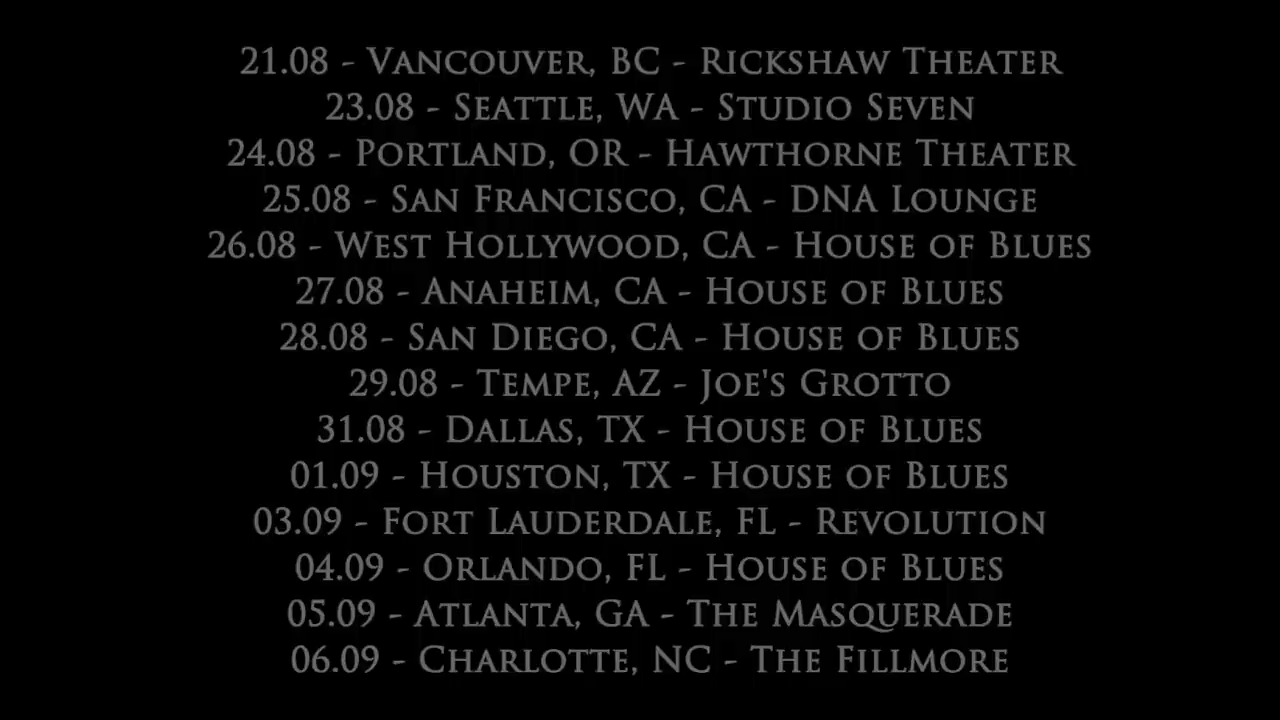 21.08 - Vancouver, BC - Rickshaw Theater
23.08 - Seattle, WA - Studio Seven
24.08 - Portland, OR - Hawthorne Theater
25.08 - San Francisco, CA - DNA Lounge
26.08 - West Hollywood, CA - House of Blues
27.08 - Anaheim, CA - House of Blues
28.08 - San Diego, CA - House of Blues
29.08 - Tempe, AZ - Joe's Grotto
31.08 - Dallas, TX - House of Blues
01.09 - Houston, TX - House of Blues
03.09 - Fort Lauderdale, FL - Revolution
04.09 - Orlando, FL - House of Blues
05.09 - Atlanta, GA - The Masquerade
06.09 - Charlotte, NC - The Fillmore